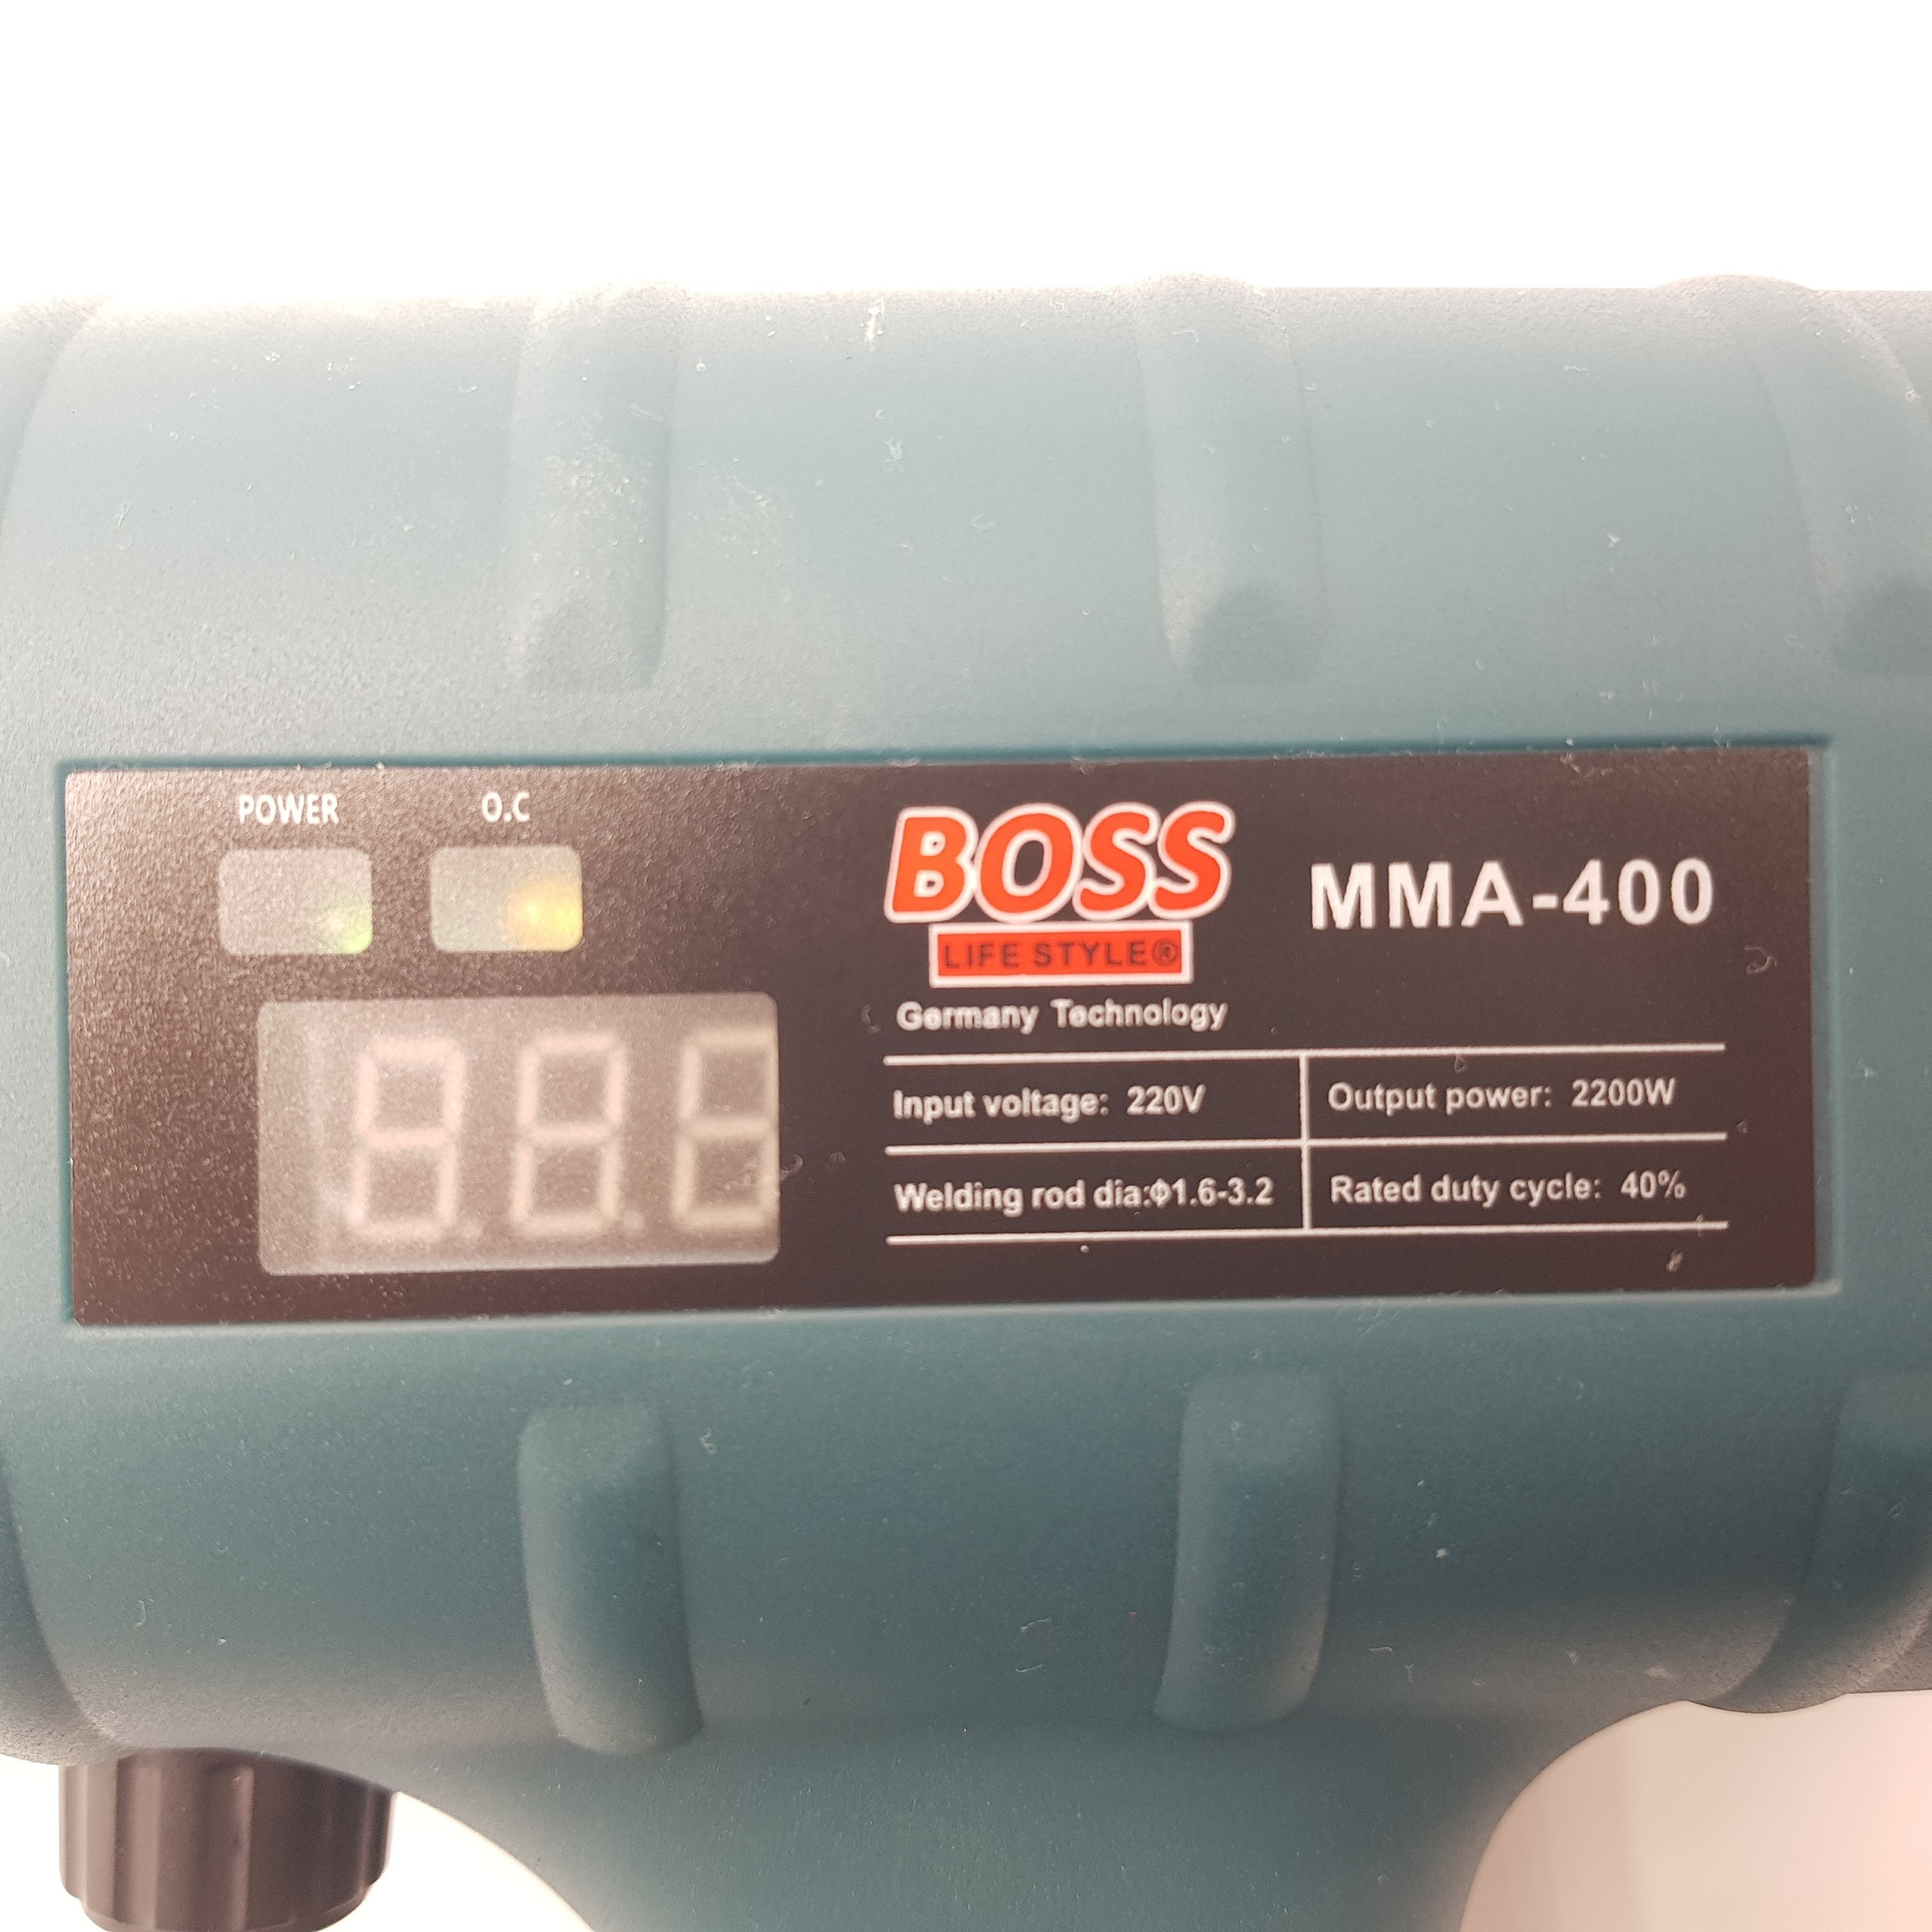 POWER O.C
BOSS
LIFE STYLE®
MMA-400
Germany Technology
Input voltage: 220V
Output power: 2200W
Welding rod dia:Φ1.6-3.2
Rated duty cycle: 40%